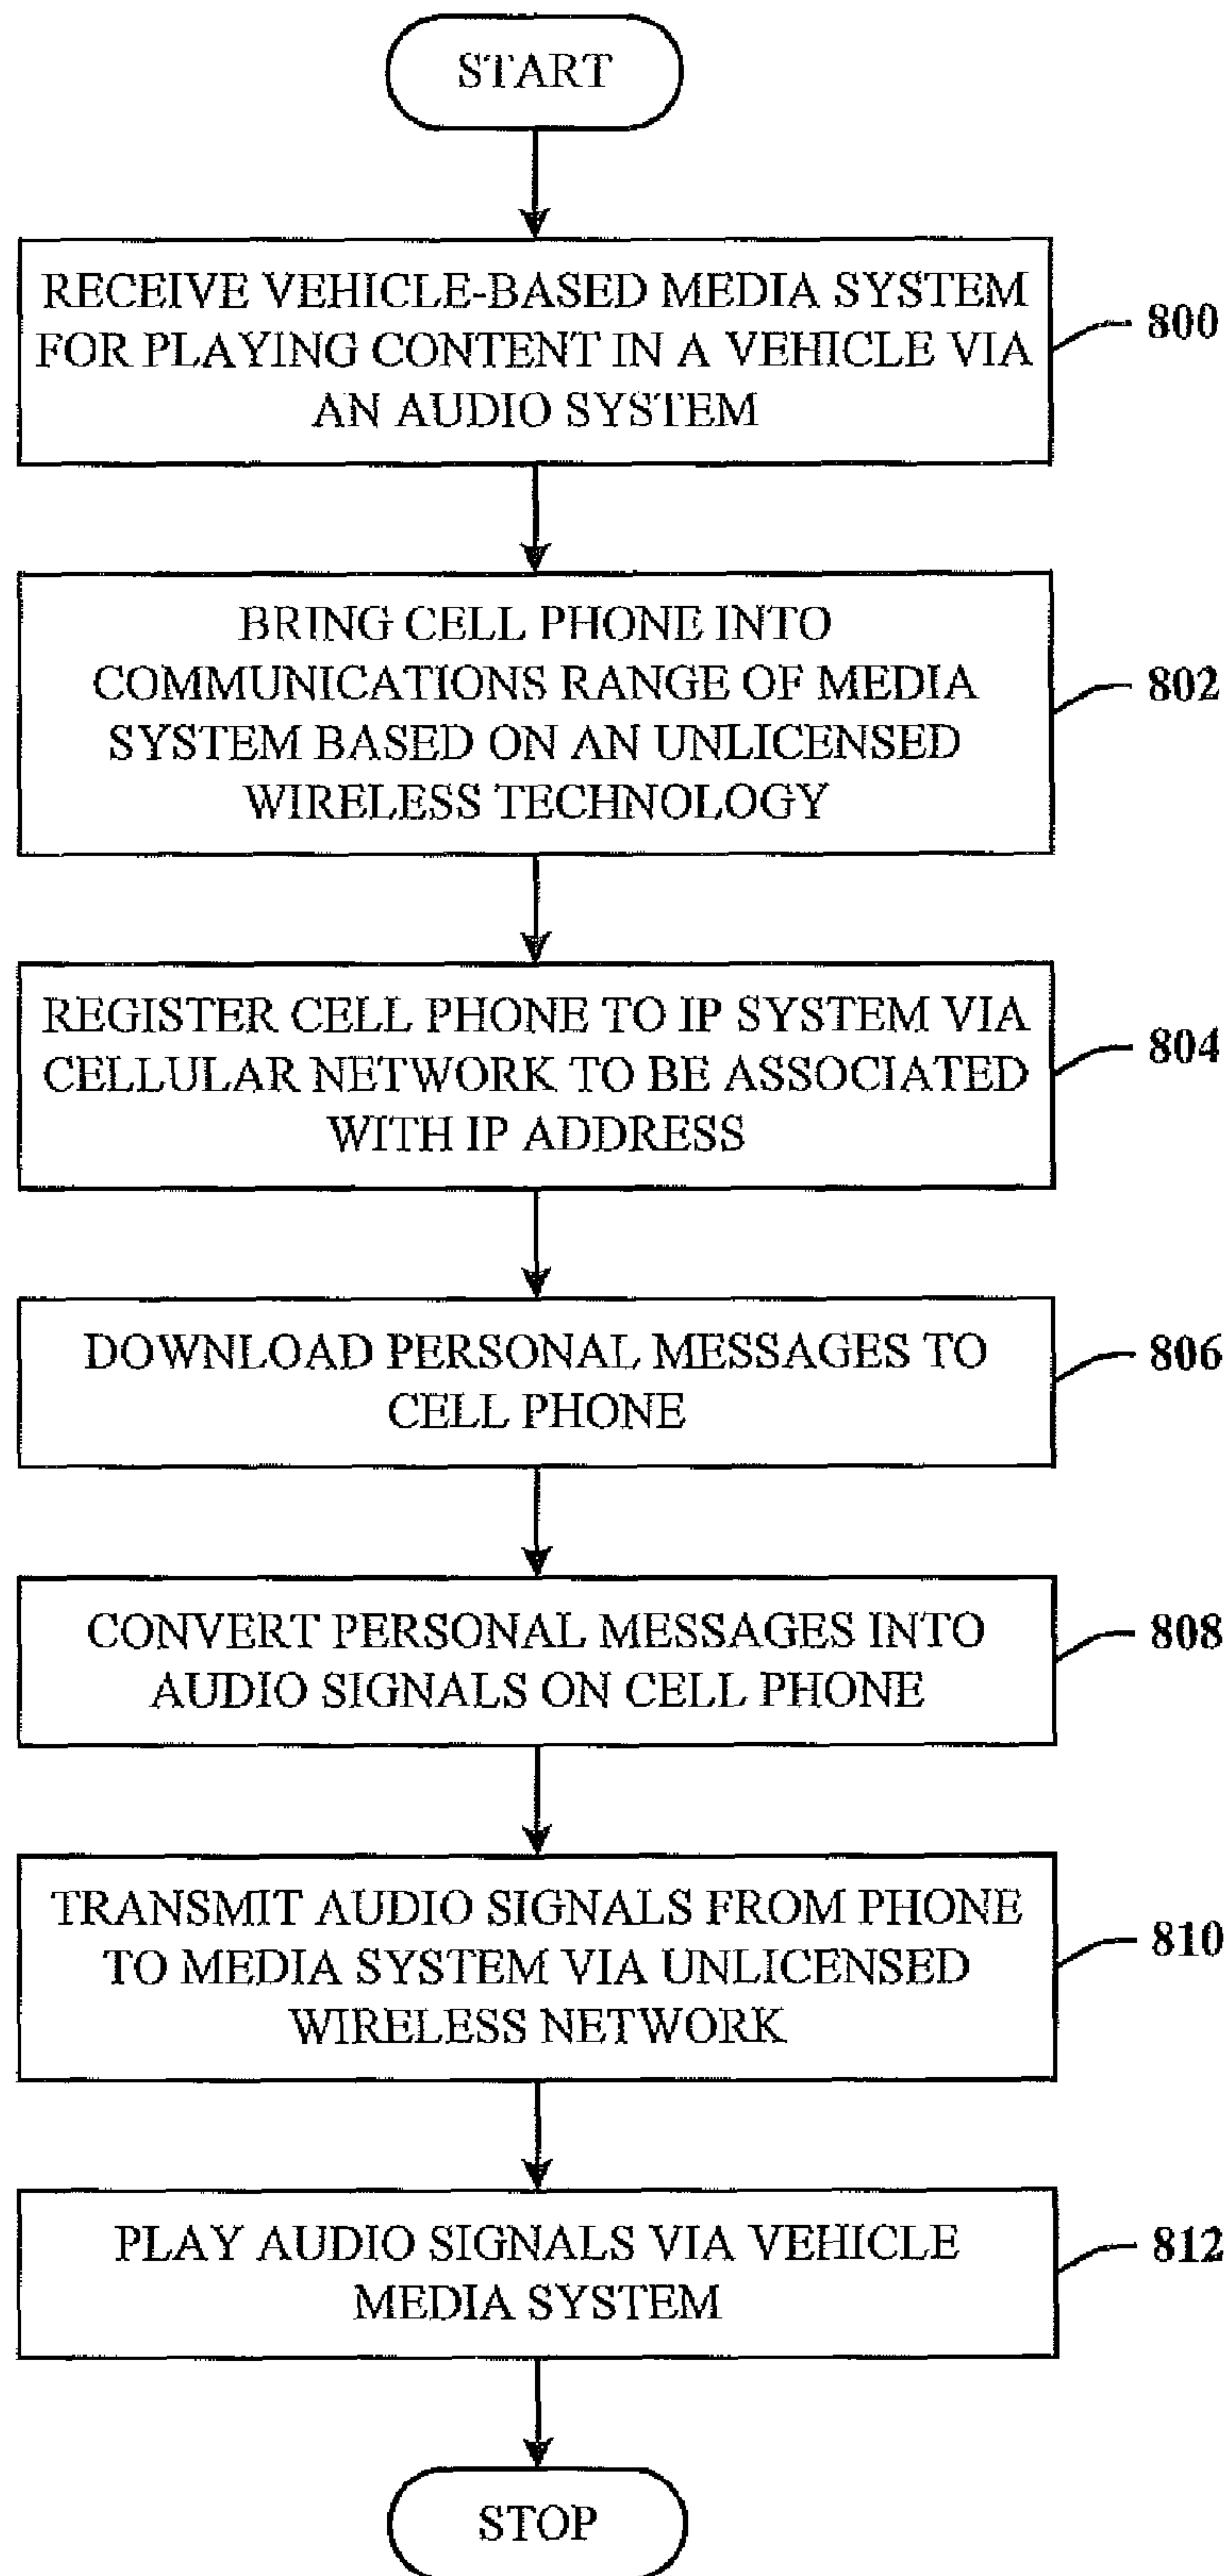 START
RECEIVE VEHICLE-BASED MEDIA SYSTEM
FOR PLAYING CONTENT IN A VEHICLE VIA
AN AUDIO SYSTEM
800
BRING CELL PHONE INTO
COMMUNICATIONS RANGE OF MEDIA
SYSTEM BASED ON AN UNLICENSED
WIRELESS TECHNOLOGY
802
REGISTER CELL PHONE TO IP SYSTEM VIA
CELLULAR NETWORK TO BE ASSOCIATED
WITH IP ADDRESS
804
DOWNLOAD PERSONAL MESSAGES TO
CELL PHONE
806
CONVERT PERSONAL MESSAGES INTO
AUDIO SIGNALS ON CELL PHONE
808
TRANSMIT AUDIO SIGNALS FROM PHONE
TO MEDIA SYSTEM VIA UNLICENSED
WIRELESS NETWORK
810
PLAY AUDIO SIGNALS VIA VEHICLE
MEDIA SYSTEM
812
STOP